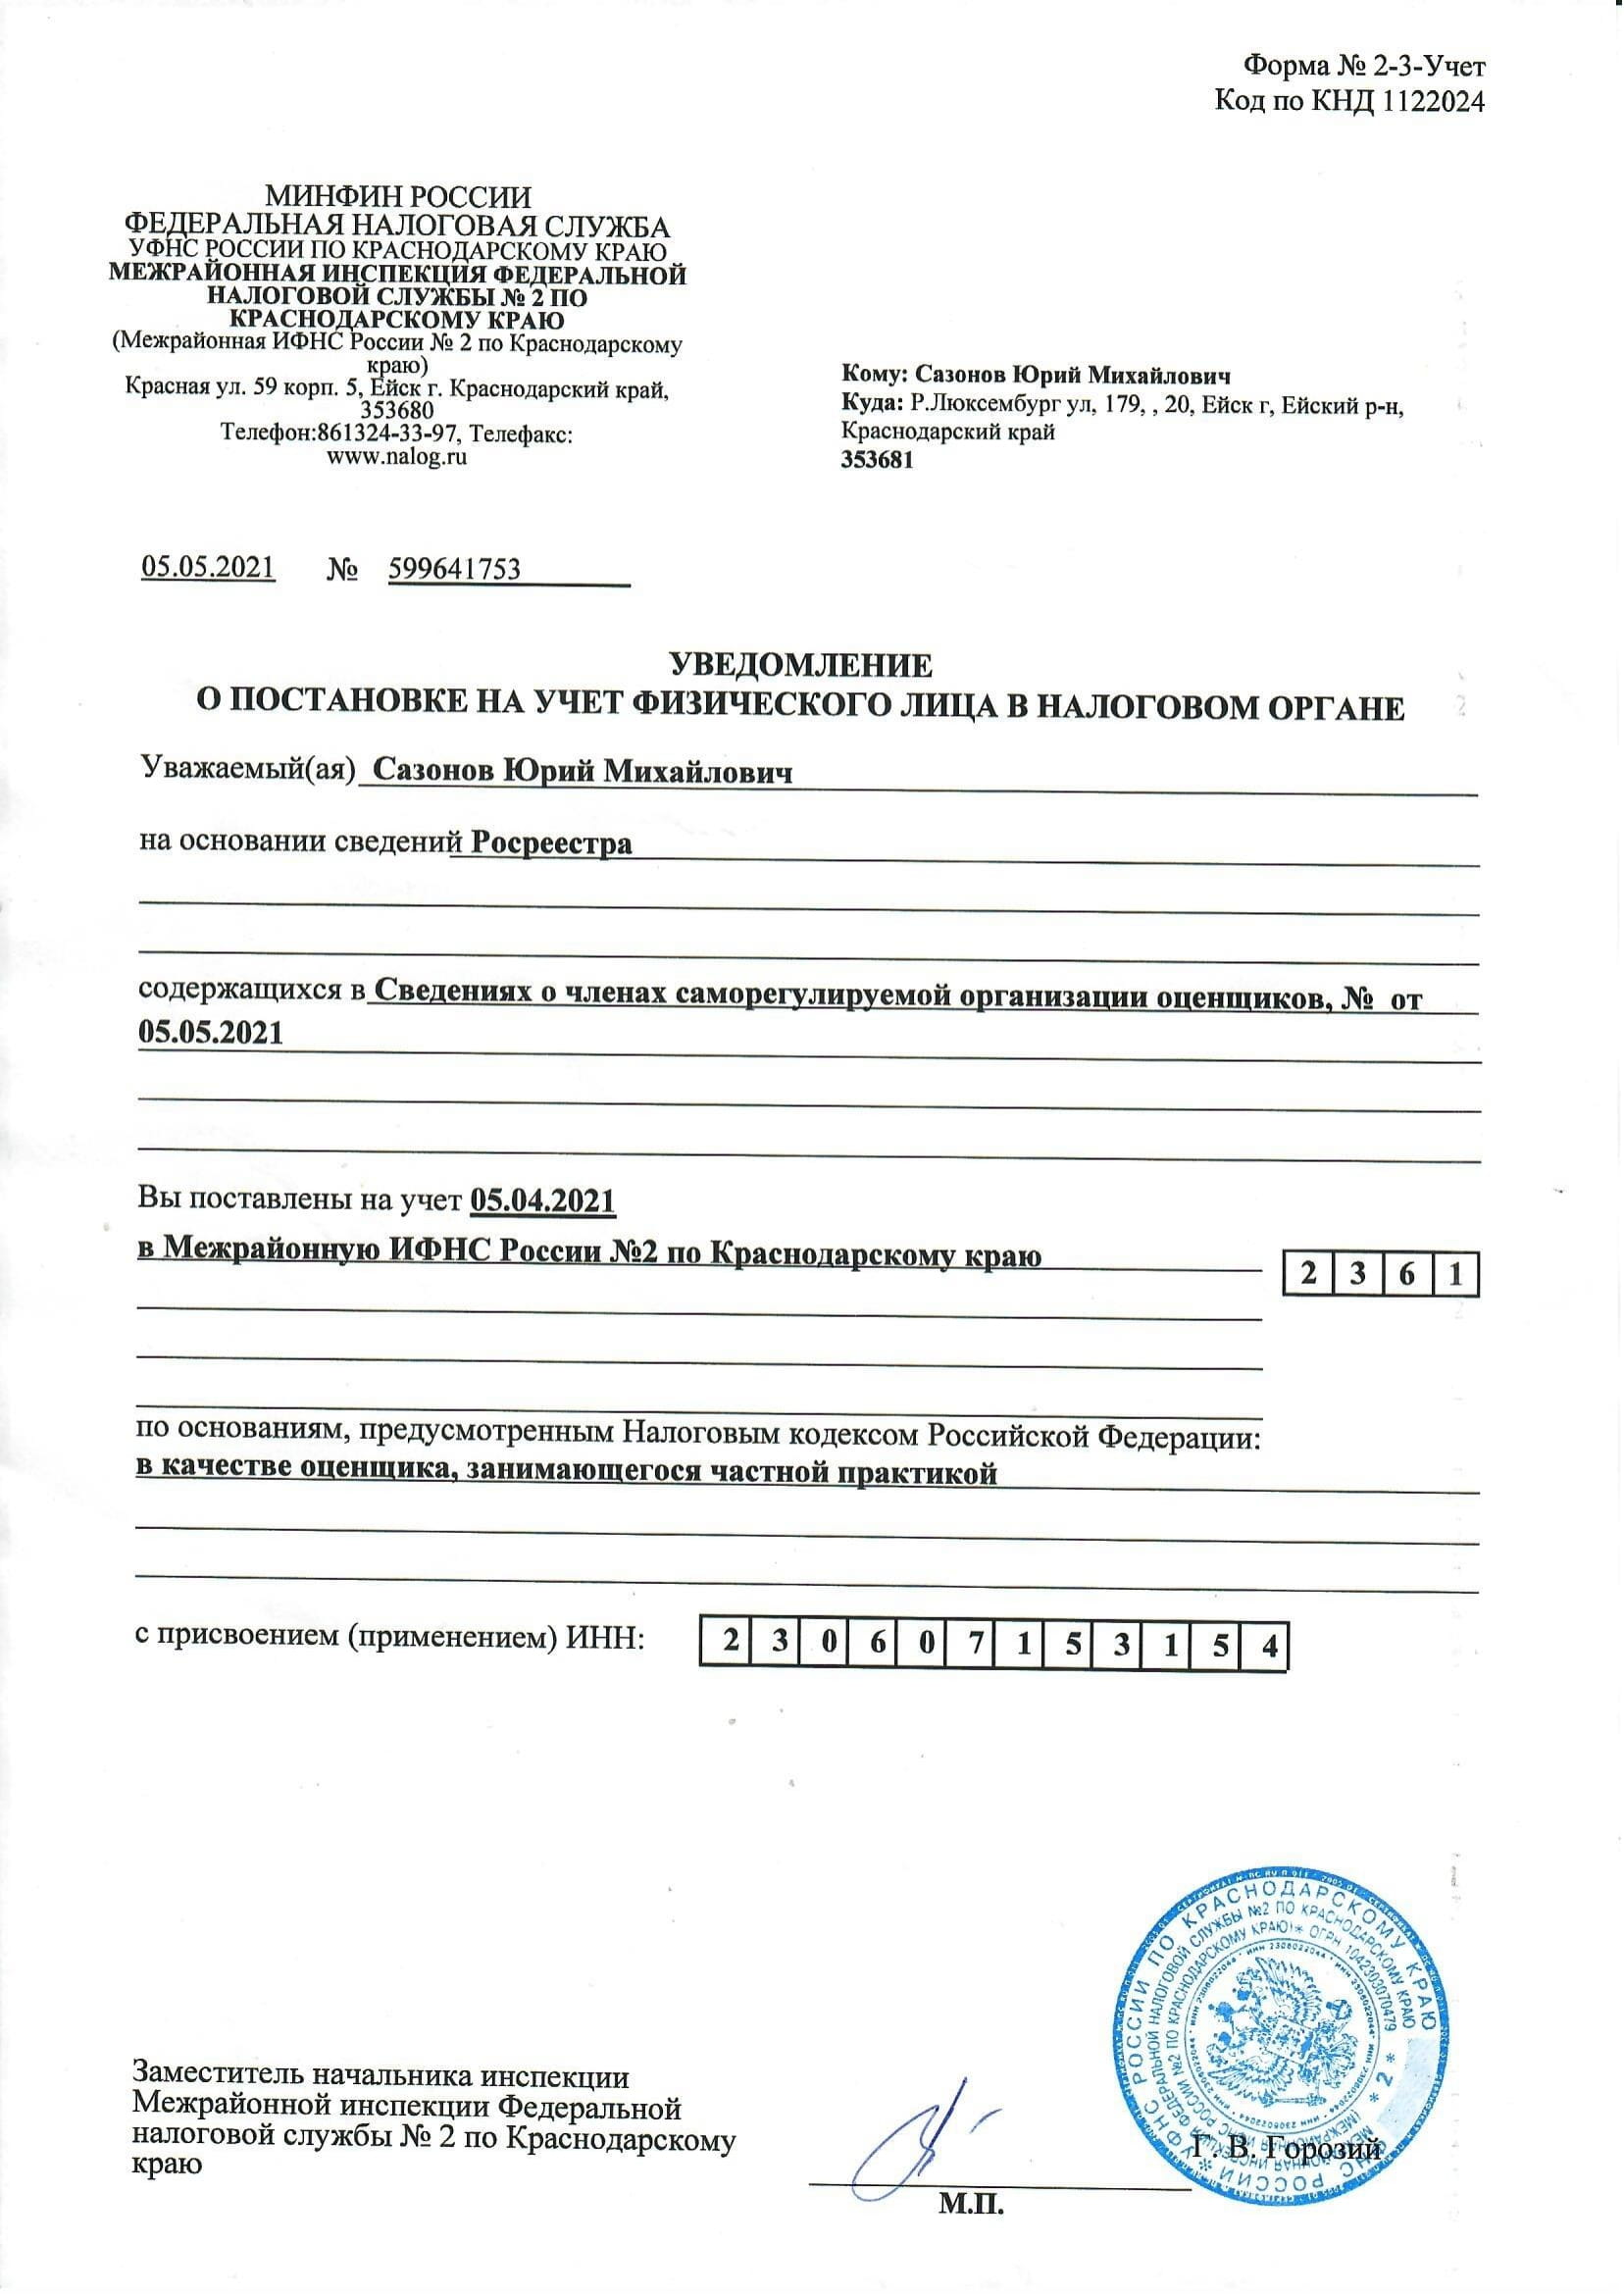 Форма № 2-3-Учет
Код по КНД 1122024
МИНФИН РОССИИ
ФЕДЕРАЛЬНАЯ НАЛОГОВАЯ СЛУЖБА
УФНС РОССИИ ПО КРАСНОДАРСКОМУ КРАЮ
МЕЖРАЙОННАЯ ИНСПЕКЦИЯ ФЕДЕРАЛЬНОЙ
НАЛОГОВОЙ СЛУЖБЫ № 2 ПО
КРАСНОДАРСКОМУ КРАЮ
(Межрайонная ИФНС России № 2 по Краснодарскому
краю)
Красная ул. 59 корп. 5, Ейск г. Краснодарский край,
353680
Телефон:861324-33-97, Телефакс:
www.nalog.ru
Кому: Сазонов Юрий Михайлович
Куда: Р.Люксембург ул, 179, , 20, Ейск г, Ейский р-н,
Краснодарский край
353681
05.05.2021 № 599641753
УВЕДОМЛЕНИЕ
О ПОСТАНОВКЕ НА УЧЕТ ФИЗИЧЕСКОГО ЛИЦА В НАЛОГОВОМ ОРГАНЕ
Уважаемый(ая) Сазонов Юрий Михайлович
на основании сведений Росреестра
содержащихся в Сведениях о членах саморегулируемой организации оценщиков, № от
05.05.2021
Вы поставлены на учет 05.04.2021
в Межрайонную ИФНС России №2 по Краснодарскому краю 2 3 6 1
по основаниям, предусмотренным Налоговым кодексом Российской Федерации:
в качестве оценщика, занимающегося частной практикой
с присвоением (применением) ИНН: 2 3 0 6 0 7 1 5 3 1 5 4
УФНС РОССИИ ПО КРАСНОДАРСКОМУ КРАЮ * 2 *
ФЕДЕРАЛЬНОЙ НАЛОГОВОЙ СЛУЖБЫ №2 ПО КРАСНОДАРСКОМУ КРАЮ
РОССИИ №2 ПО КРАСНОДАРСКОМУ КРАЮ) * ОГРН 1042303070479
ИНН 2306022044
Заместитель начальника инспекции
Межрайонной инспекции Федеральной
налоговой службы № 2 по Краснодарскому
краю
Г. В. Горозий
М.П.